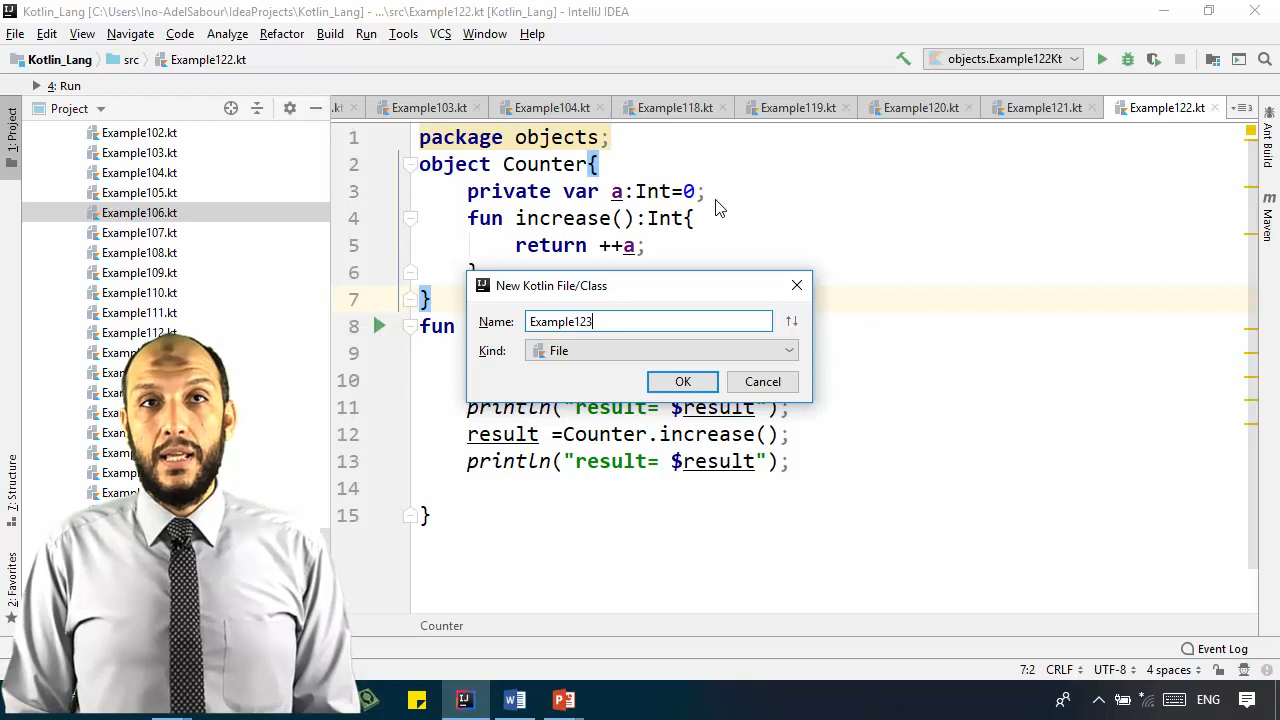 Kotlin_Lang [C:\Users\Ino-AdelSabour\IdeaProjects\Kotlin_Lang] - ...\src\Example122.kt [Kotlin_Lang] - IntelliJ IDEA
File Edit View Navigate Code Analyze Refactor Build Run Tools VCS Window Help
Kotlin_Lang src Example122.kt objects.Example122Kt
4: Run
Project
.kt Example103.kt Example104.kt Example118.kt Example119.kt Example120.kt Example121.kt Example122.kt
1: Project
7: Structure
2: Favorites
Example102.kt
Example103.kt
Example104.kt
Example105.kt
Example106.kt
Example107.kt
Example108.kt
Example109.kt
Example110.kt
Example111.kt
Example112.kt
Exam
Exam
Exam
Exam
Exam
Examp
Exampl
1 package objects;
2 object Counter{
3 private var a:Int=0;
4 fun increase():Int{
5 return ++a;
6 }
7 }
8 fun
9
10
11 println("result= $result");
12 result =Counter.increase();
13 println("result= $result");
14
15 }
New Kotlin File/Class
Name: Example123
Kind: File
OK Cancel
Ant Build
Maven
Counter
Event Log
7:2 CRLF UTF-8 4 spaces
ENG